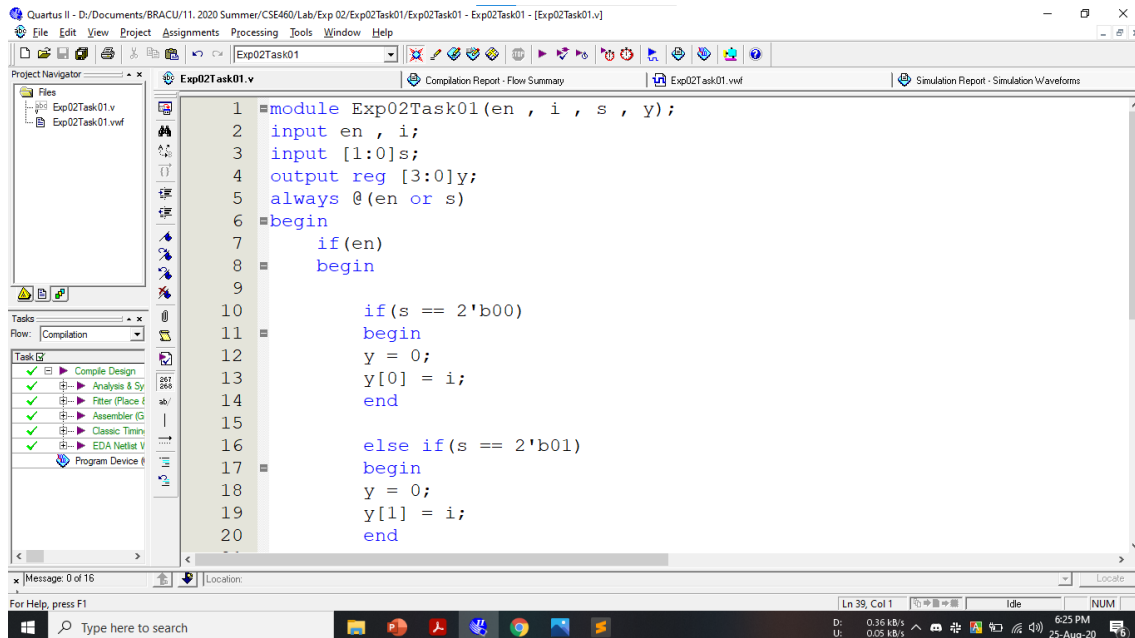 Quartus II - D:/Documents/BRACU/11. 2020 Summer/CSE460/Lab/Exp 02/Exp02Task01/Exp02Task01 - Exp02Task01 - [Exp02Task01.v]
File Edit View Project Assignments Processing Tools Window Help
Exp02Task01
Project Navigator
Files
Exp02Task01.v
Exp02Task01.vwf
Exp02Task01.v
Compilation Report - Flow Summary
Exp02Task01.vwf
Simulation Report - Simulation Waveforms
1 module Exp02Task01(en , i , s , y);
2 input en , i;
3 input [1:0]s;
4 output reg [3:0]y;
5 always @(en or s)
6 begin
7 if(en)
8 begin
9
10 if(s == 2'b00)
11 begin
12 y = 0;
13 y[0] = i;
14 end
15
16 else if(s == 2'b01)
17 begin
18 y = 0;
19 y[1] = i;
20 end
Tasks
Flow: Compilation
Task
Compile Design
Analysis & Sy
Fitter (Place &
Assembler (G
Classic Timin
EDA Netlist W
Program Device (
267
268
ab/
Message: 0 of 16
Location:
Locate
For Help, press F1
Ln 39, Col 1
Idle
NUM
Type here to search
D: 0.36 kB/s
U: 0.05 kB/s
6:25 PM
25-Aug-20
6